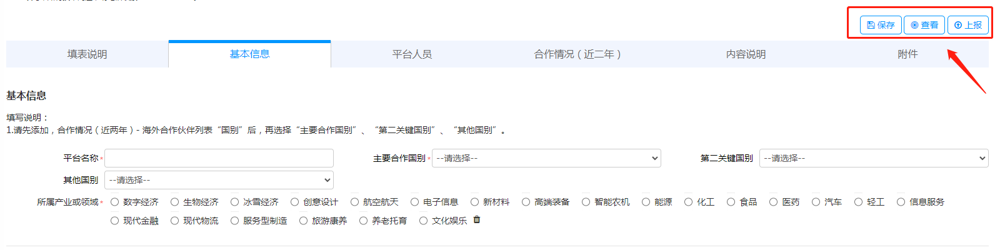 保存 查看 上报
填表说明 基本信息 平台人员 合作情况（近二年） 内容说明 附件
基本信息
填写说明：
1.请先添加，合作情况（近两年）- 海外合作伙伴列表“国别”后，再选择“主要合作国别”、“第二关键国别”、“其他国别”。
平台名称* 主要合作国别* --请选择-- 第二关键国别 --请选择--
其他国别 --请选择--
所属产业或领域* 数字经济 生物经济 冰雪经济 创意设计 航空航天 电子信息 新材料 高端装备 智能农机 能源 化工 食品 医药 汽车 轻工 信息服务
现代金融 现代物流 服务型制造 旅游康养 养老托育 文化娱乐